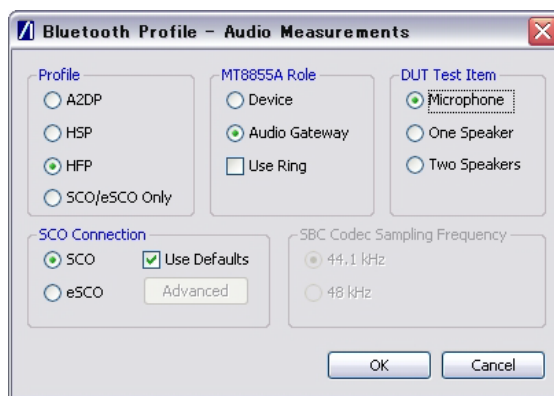 Bluetooth Profile - Audio Measurements
Profile
A2DP
HSP
HFP
SCO/eSCO Only
MT8855A Role
Device
Audio Gateway
Use Ring
DUT Test Item
Microphone
One Speaker
Two Speakers
SCO Connection
SCO
Use Defaults
eSCO
Advanced
SBC Codec Sampling Frequency
44.1 kHz
48 kHz
OK
Cancel